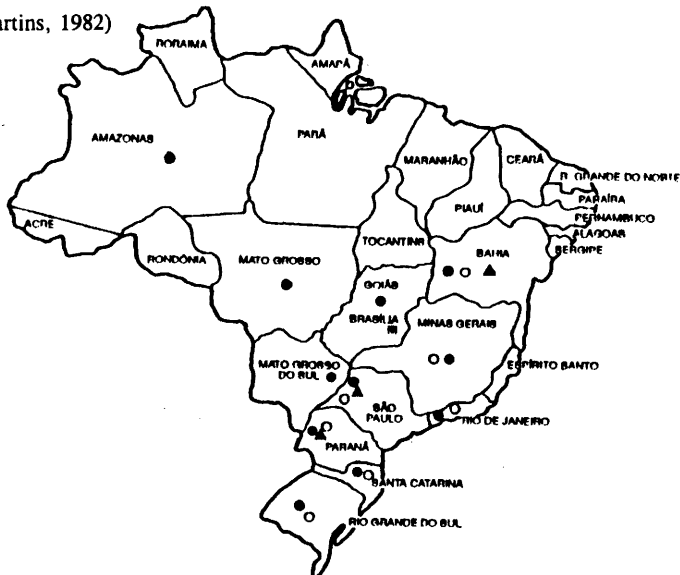 artins, 1982)
RORAIMA
AMAPÁ
AMAZONAS
PARÁ
MARANHÃO
CEARÁ
R. GRANDE DO NORTE
PARAÍBA
PIAUÍ
PERNAMBUCO
ACRE
ALAGOAS
TOCANTINS
SERGIPE
RONDÔNIA
MATO GROSSO
BAHIA
GOIÁS
BRASÍLIA
MINAS GERAIS
MATO GROSSO
DO SUL
ESPÍRITO SANTO
SÃO
PAULO
RIO DE JANEIRO
PARANÁ
SANTA CATARINA
RIO GRANDE DO SUL